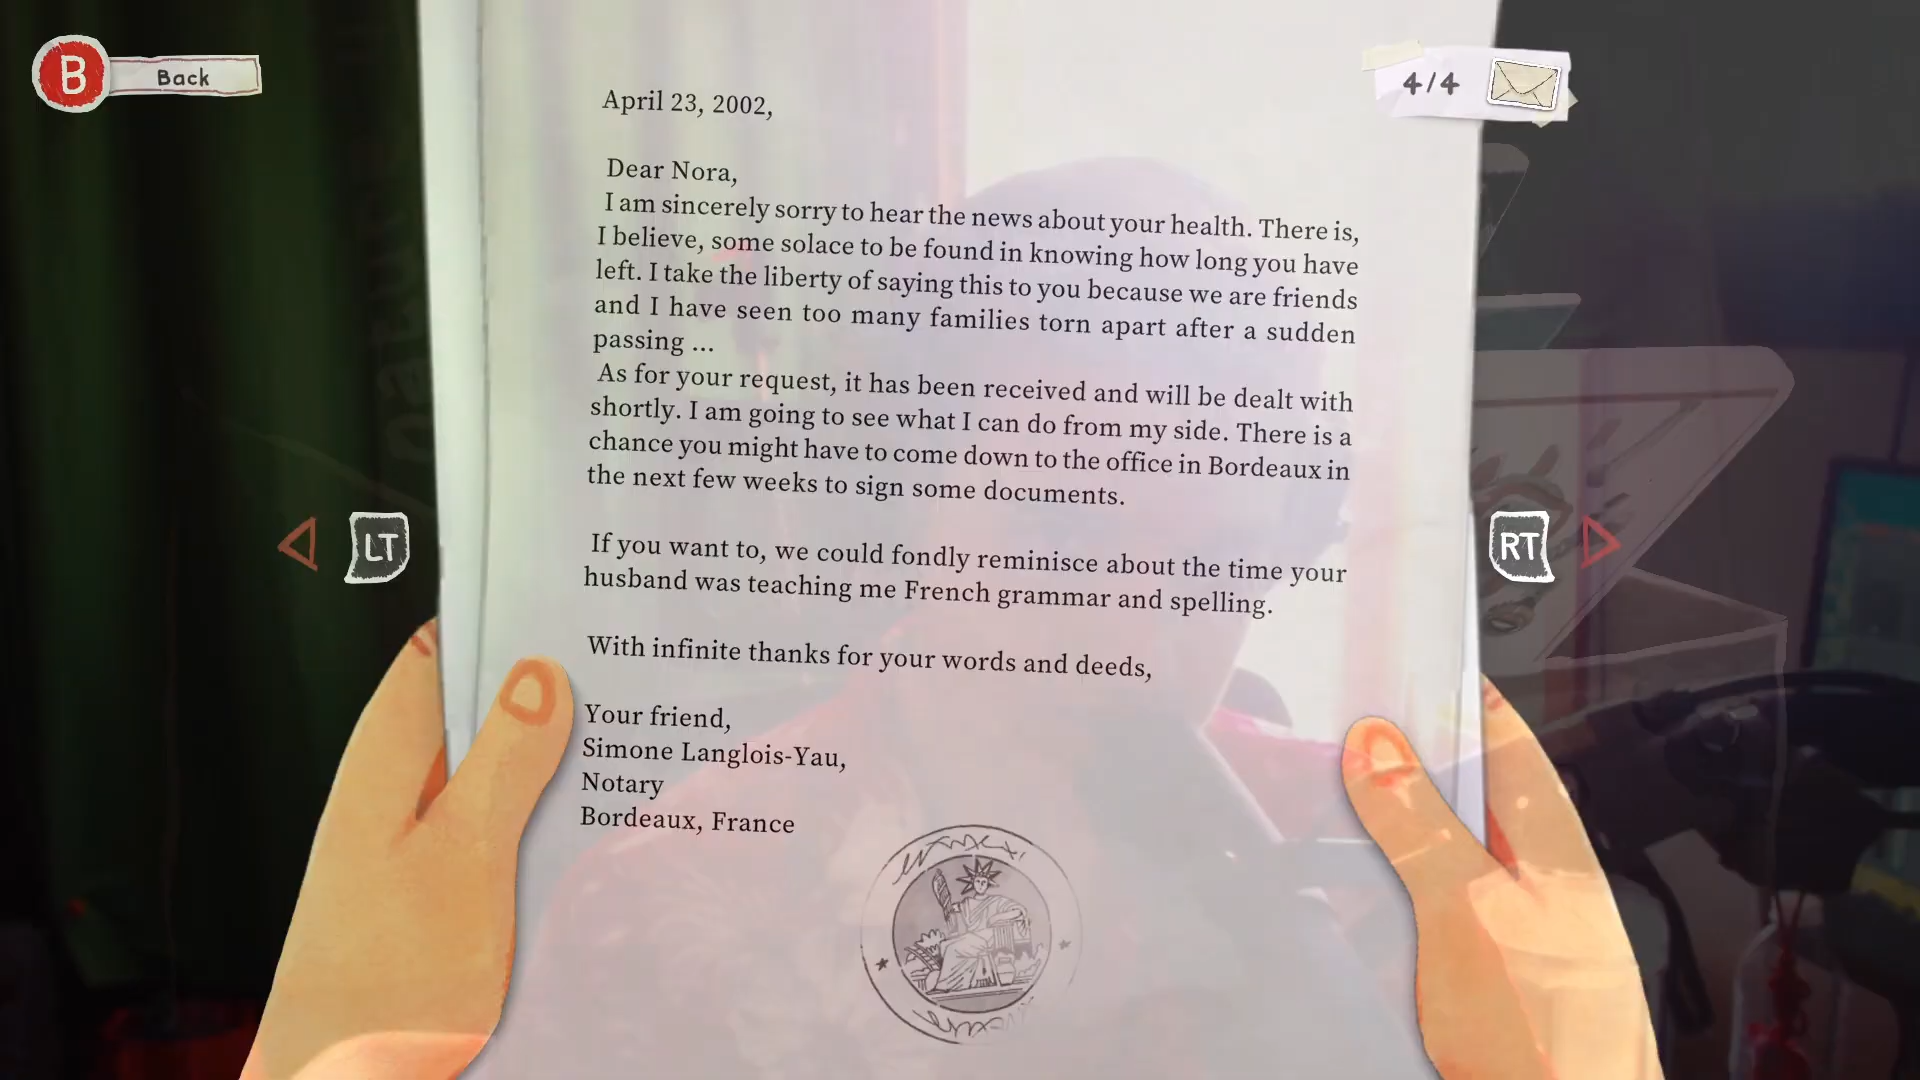 B Back
4/4
April 23, 2002,
Dear Nora,
I am sincerely sorry to hear the news about your health. There is,
I believe, some solace to be found in knowing how long you have
left. I take the liberty of saying this to you because we are friends
and I have seen too many families torn apart after a sudden
passing ...
As for your request, it has been received and will be dealt with
shortly. I am going to see what I can do from my side. There is a
chance you might have to come down to the office in Bordeaux in
the next few weeks to sign some documents.
LT
RT
If you want to, we could fondly reminisce about the time your
husband was teaching me French grammar and spelling.
With infinite thanks for your words and deeds,
Your friend,
Simone Langlois-Yau,
Notary
Bordeaux, France